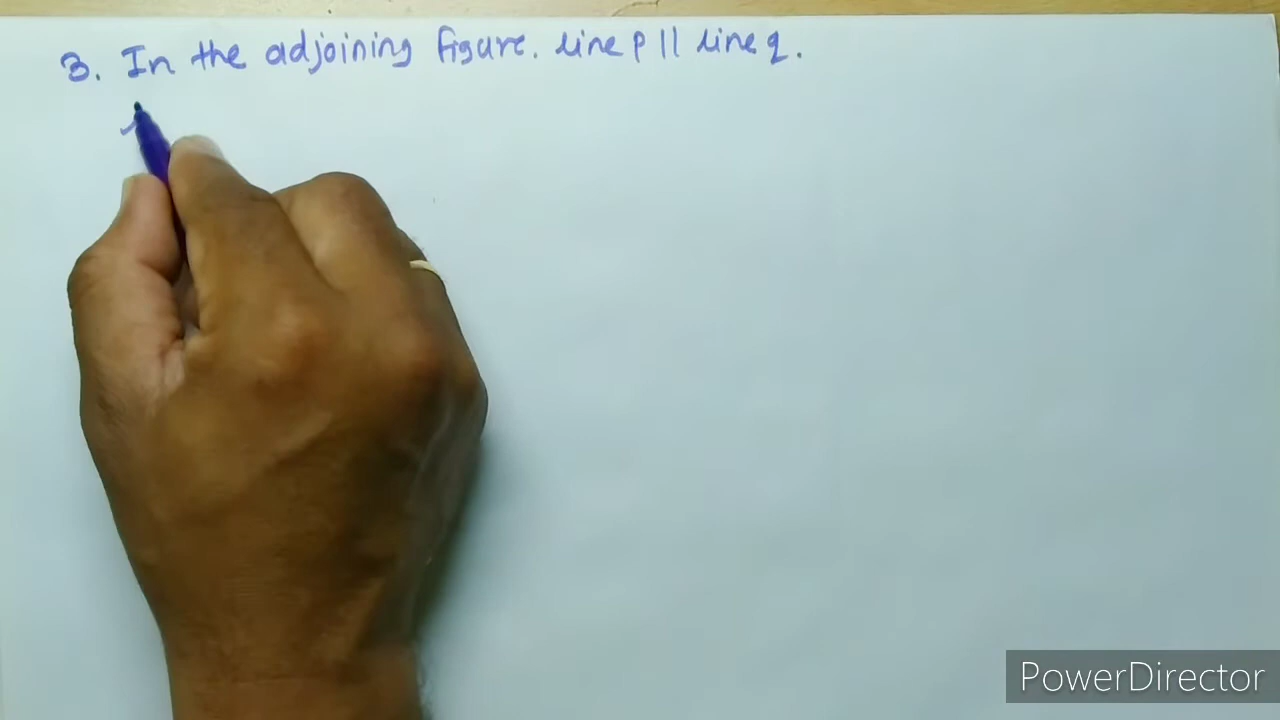 3. In the adjoining figure. line p || line q.
PowerDirector